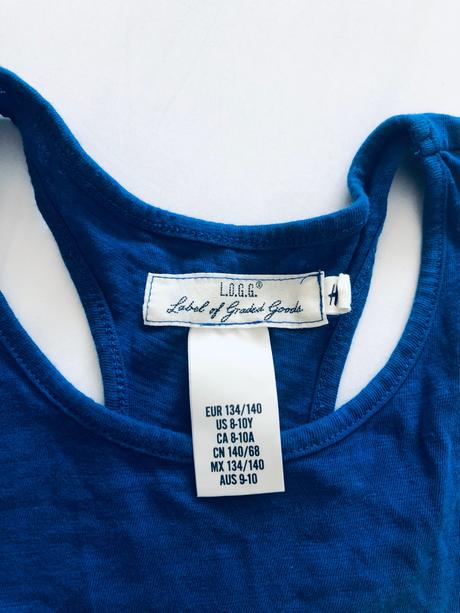 L.O.G.G.®
Label of Graded Goods
H
EUR 134/140
US 8-10Y
CA 8-10A
CN 140/68
MX 134/140
AUS 9-10